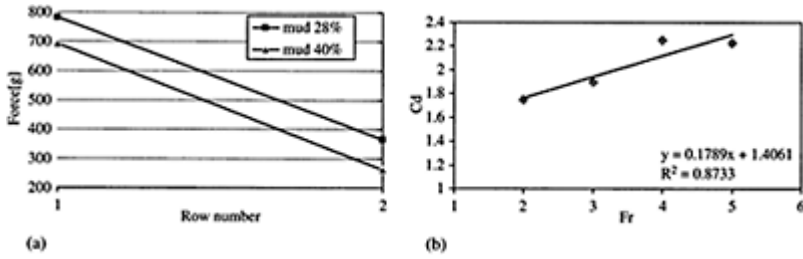 800
700
600
500
400
300
200
Force[g]
mud 28%
mud 40%
1
2
Row number
(a)
2.4
2.2
2
1.8
1.6
1.4
1.2
1
Cd
y = 0.1789x + 1.4061
R² = 0.8733
1 2 3 4 5 6
Fr
(b)